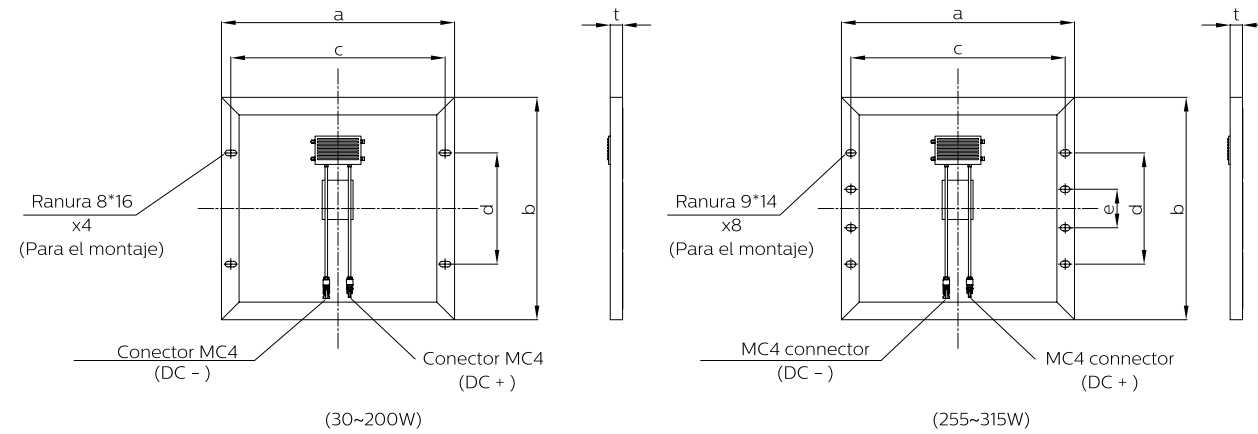 a
c
t
Ranura 8*16
x4
(Para el montaje)
d
b
Conector MC4
(DC - )
Conector MC4
(DC + )
(30~200W)
a
c
t
Ranura 9*14
x8
(Para el montaje)
e
d
b
MC4 connector
(DC - )
MC4 connector
(DC + )
(255~315W)